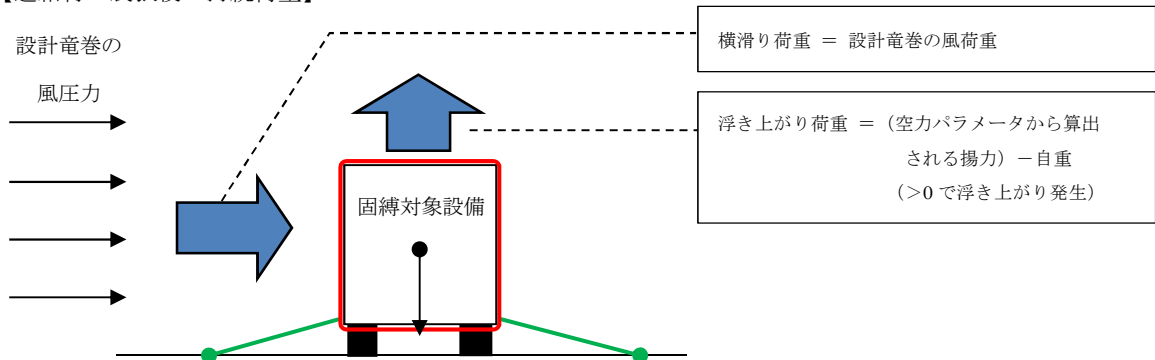 設計竜巻の
風圧力
横滑り荷重 = 設計竜巻の風荷重
浮き上がり荷重 =(空力パラメータから算出
される揚力)-自重
(>0 で浮き上がり発生)
固縛対象設備